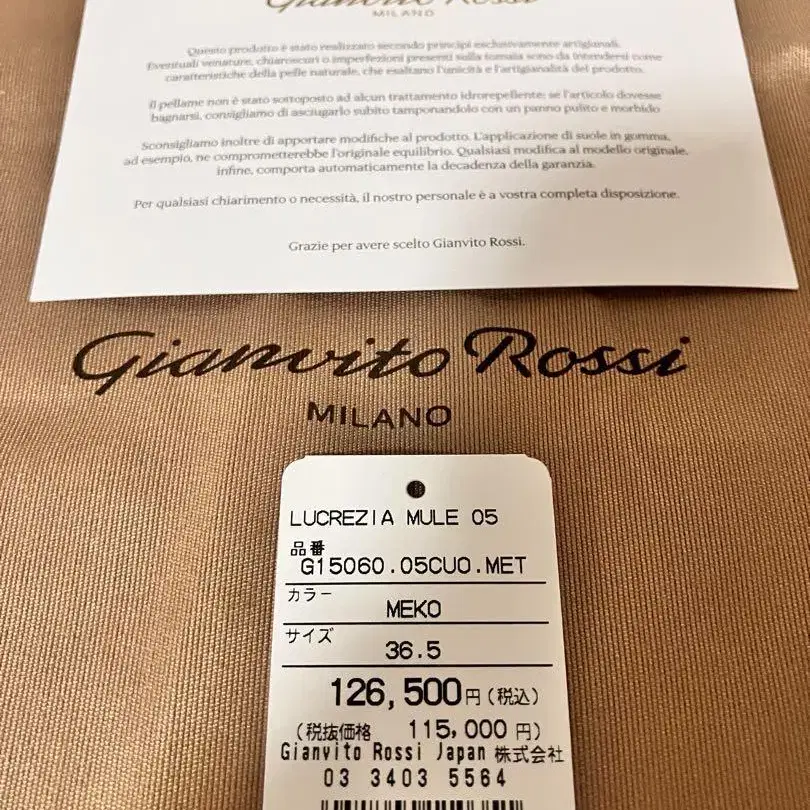 Gianvito Rossi
MILANO
Questo prodotto è stato realizzato secondo principi esclusivamente artigianali.
Eventuali venature, chiaroscuri o imperfezioni presenti sulla tomaia sono da intendersi come
caratteristiche della pelle naturale, che esaltano l'unicità e l'artigianalità del prodotto.
Il pellame non è stato sottoposto ad alcun trattamento idrorepellente: se l'articolo dovesse
bagnarsi, consigliamo di asciugarlo subito tamponandolo con un panno pulito e morbido
Sconsigliamo inoltre di apportare modifiche al prodotto. L'applicazione di suole in gomma,
ad esempio, ne comprometterebbe l'originale equilibrio. Qualsiasi modifica al modello originale,
infine, comporta automaticamente la decadenza della garanzia.
Per qualsiasi chiarimento o necessità, il nostro personale è a vostra completa disposizione.
Grazie per avere scelto Gianvito Rossi.
Gianvito Rossi
MILANO
LUCREZIA MULE 05
品番
G15060.05CUO.MET
カラー
MEKO
サイズ
36.5
126,500円(税込)
(税抜価格 115,000円)
Gianvito Rossi Japan 株式会社
03 3403 5564